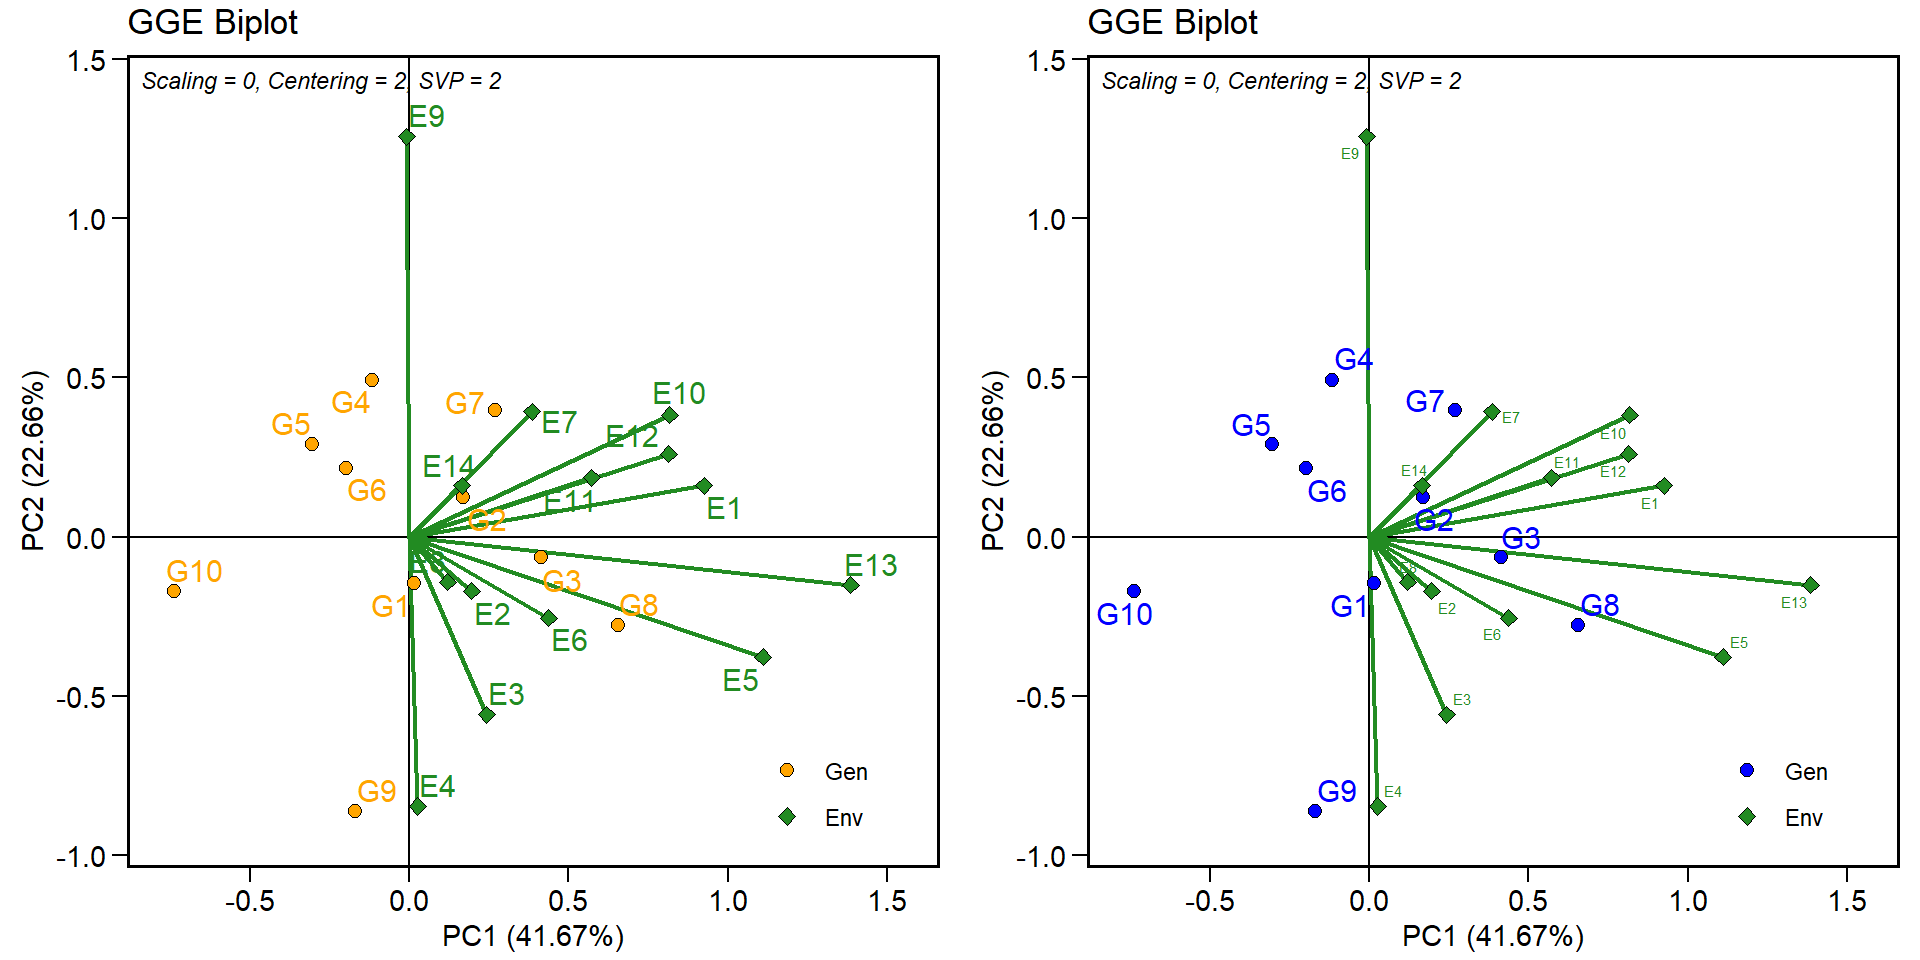 GGE Biplot
Scaling = 0, Centering = 2, SVP = 2
1.5
1.0
0.5
0.0
-0.5
-1.0
PC2 (22.66%)
E9
G4
G5
G6
G7
E7
E10
E12
E14
E11
G2
E1
G10
G1
E2
G3
E13
G8
E6
E5
E3
G9
E4
Gen
Env
-0.5
0.0
0.5
1.0
1.5
PC1 (41.67%)
GGE Biplot
Scaling = 0, Centering = 2, SVP = 2
1.5
1.0
0.5
0.0
-0.5
-1.0
PC2 (22.66%)
E9
G4
G7
G5
E7
E10
E14
E11
E12
G6
E1
G2
G3
E8
G10
G1
E2
G8
E13
E6
E5
E3
G9
E4
Gen
Env
-0.5
0.0
0.5
1.0
1.5
PC1 (41.67%)